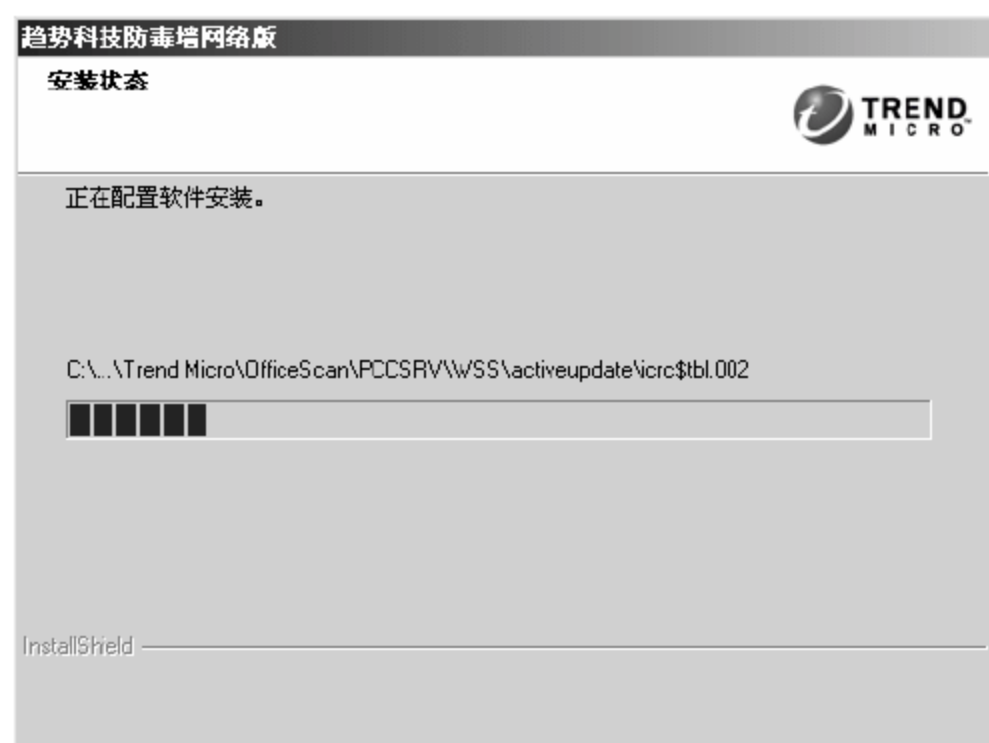 趋势科技防毒墙网络版
安装状态
TREND
MICRO
正在配置软件安装。
C:\...\Trend Micro\OfficeScan\PCCSRV\WSS\activeupdate\icrc$tbl.002
InstallShield